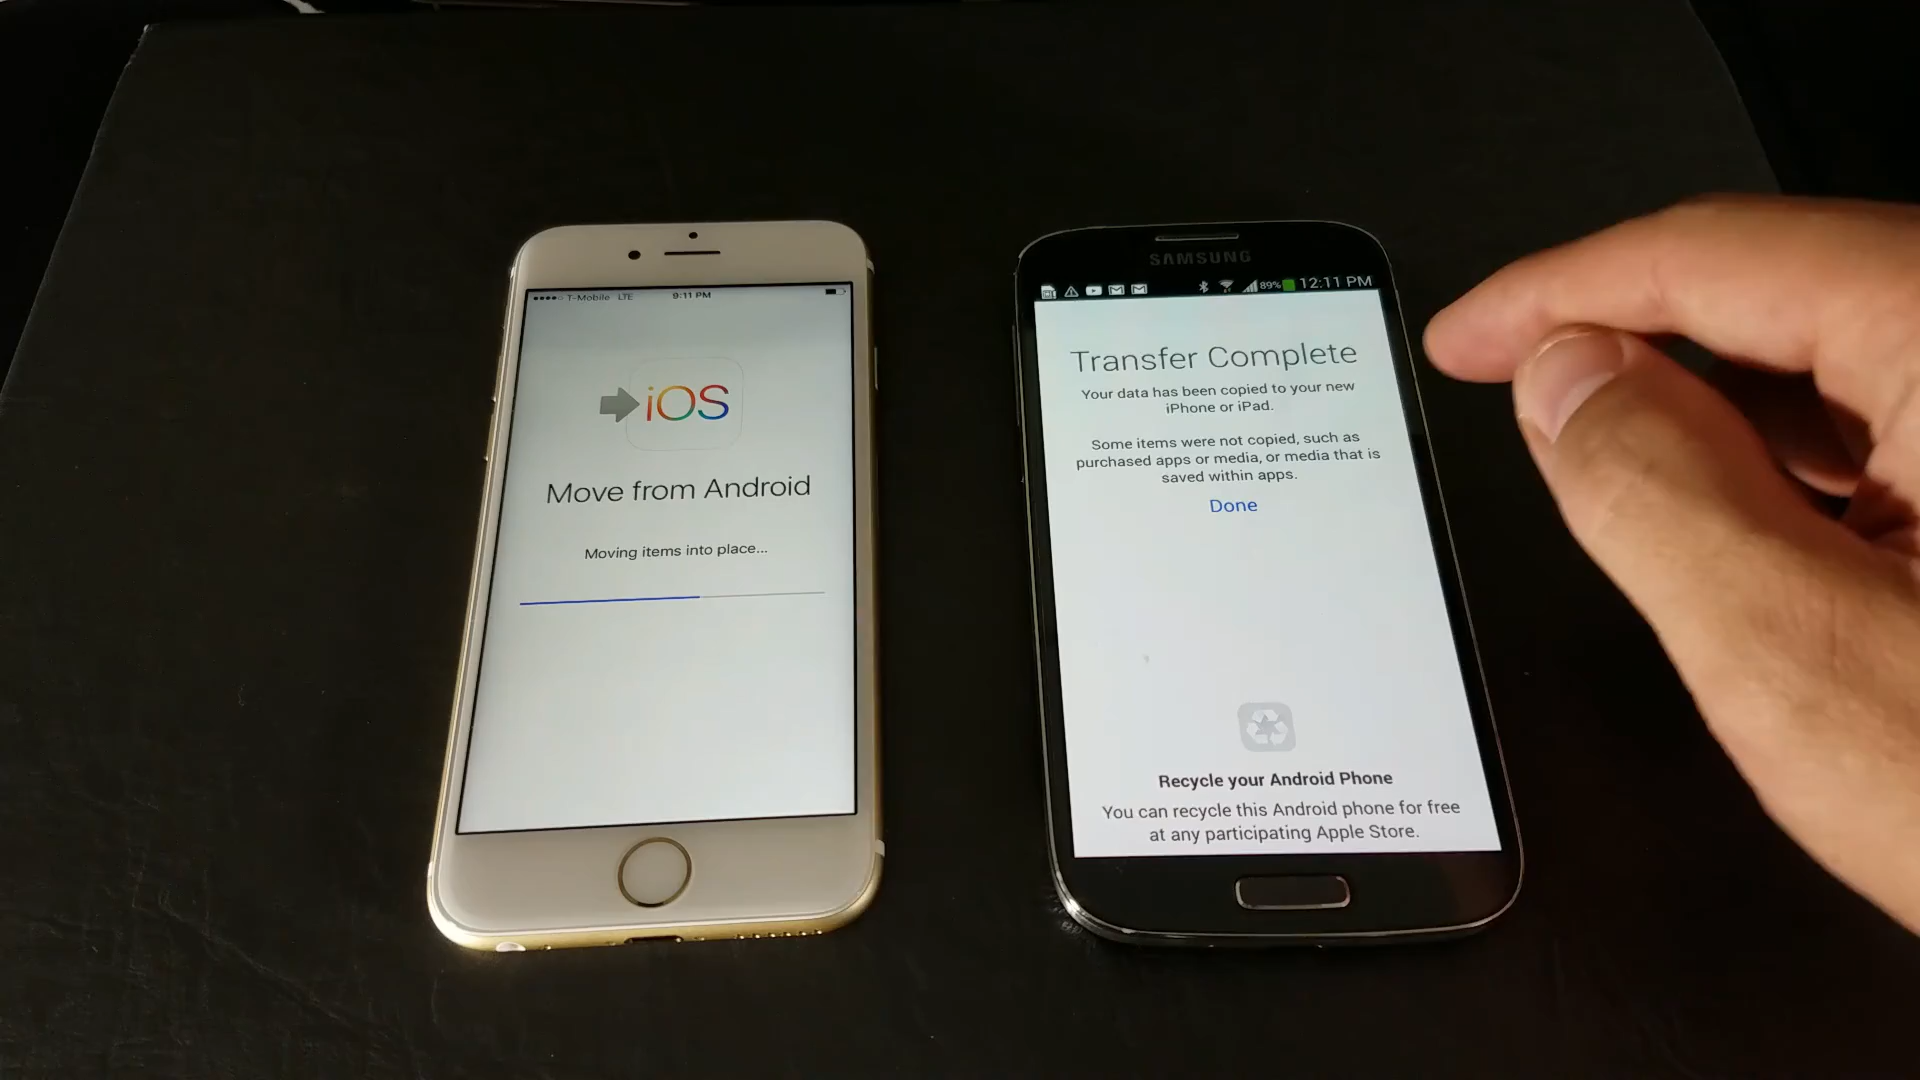 T-Mobile LTE 9:11 PM
iOS
Move from Android
Moving items into place...
SAMSUNG
89% 12:11 PM
Transfer Complete
Your data has been copied to your new
iPhone or iPad.
Some items were not copied, such as
purchased apps or media, or media that is
saved within apps.
Done
Recycle your Android Phone
You can recycle this Android phone for free
at any participating Apple Store.